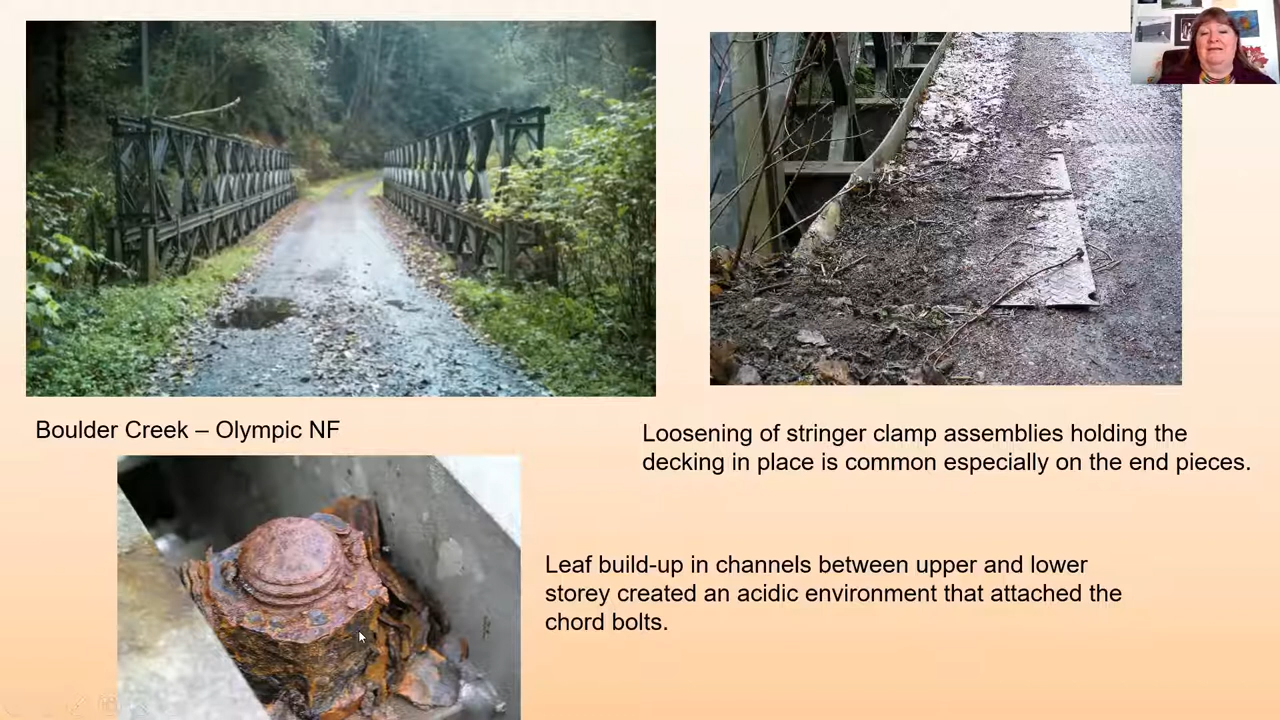 Boulder Creek – Olympic NF
Loosening of stringer clamp assemblies holding the
decking in place is common especially on the end pieces.
Leaf build-up in channels between upper and lower
storey created an acidic environment that attached the
chord bolts.